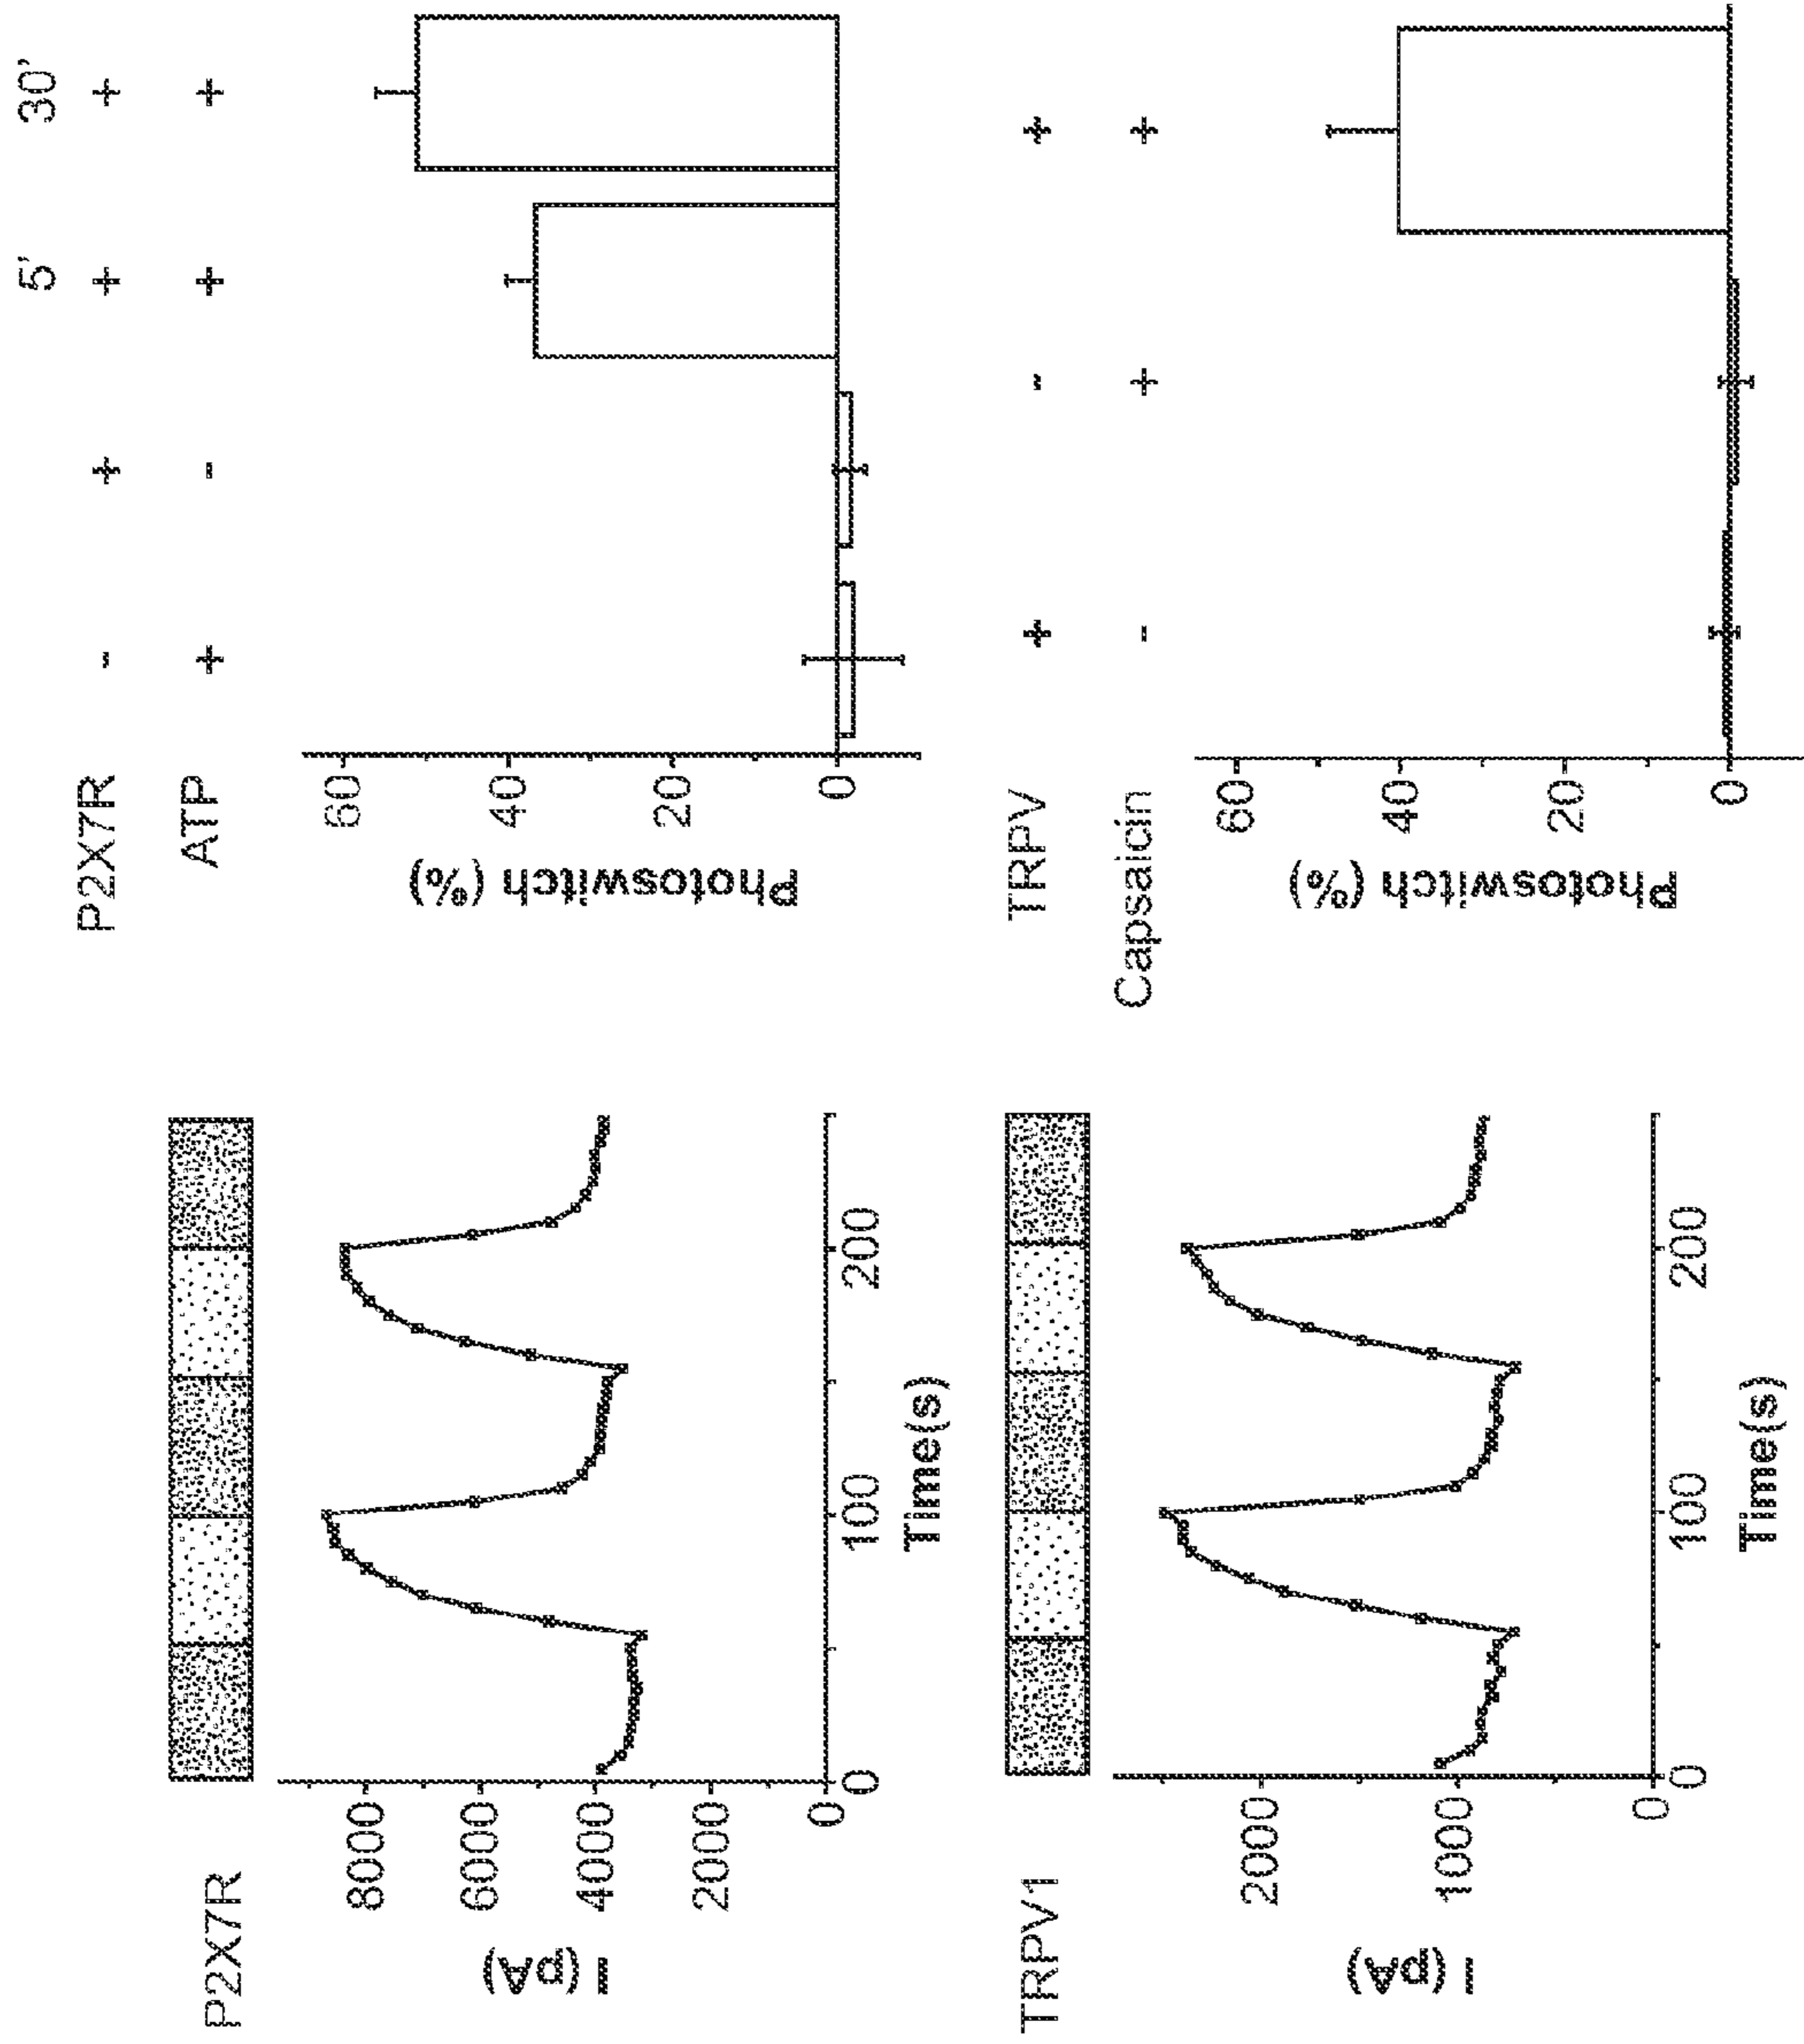 P2X7R
I (pA)
8000
6000
4000
2000
0
0
100
200
Time(s)
P2X7R - + + 5' + 30'
ATP + - + +
Photoswitch (%)
60
40
20
0
TRPV1
I (pA)
2000
1000
0
0
100
200
Time(s)
TRPV + - +
Capsaicin - + +
Photoswitch (%)
60
40
20
0